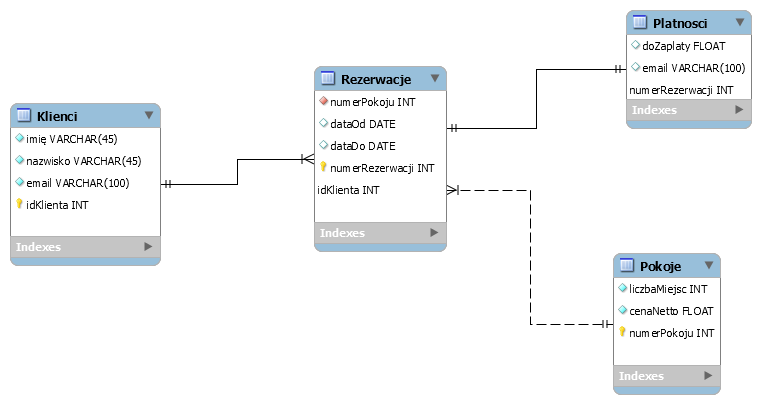 Klienci
imię VARCHAR(45)
nazwisko VARCHAR(45)
email VARCHAR(100)
idKlienta INT
Indexes
Rezerwacje
numerPokoju INT
dataOd DATE
dataDo DATE
numerRezerwacji INT
idKlienta INT
Indexes
Platnosci
doZaplaty FLOAT
email VARCHAR(100)
numerRezerwacji INT
Indexes
Pokoje
liczbaMiejsc INT
cenaNetto FLOAT
numerPokoju INT
Indexes